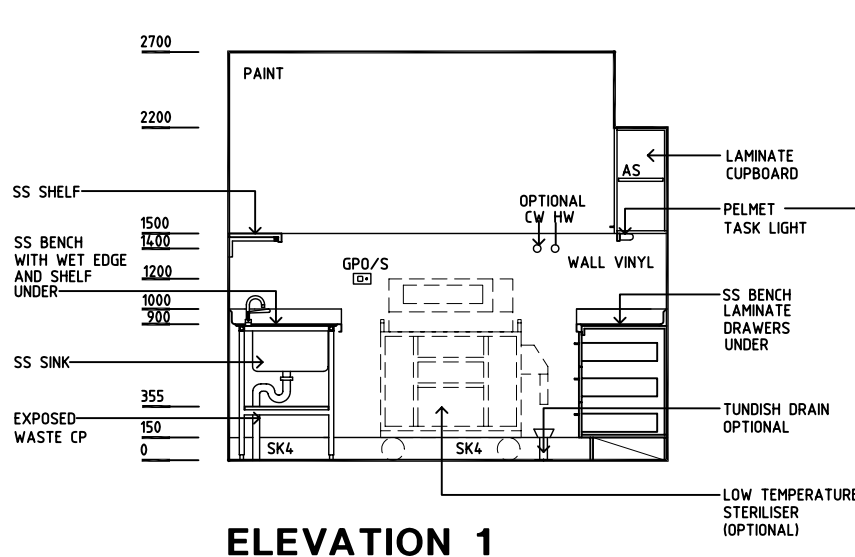 2700
PAINT
2200
LAMINATE
CUPBOARD
AS
SS SHELF
OPTIONAL
CW HW
PELMET
TASK LIGHT
1500
1400
SS BENCH
WITH WET EDGE
AND SHELF
UNDER
GPO/S
WALL VINYL
1200
1000
900
SS BENCH
LAMINATE
DRAWERS
UNDER
SS SINK
355
EXPOSED
WASTE CP
150
0
SK4
SK4
TUNDISH DRAIN
OPTIONAL
LOW TEMPERATURE
STERILISER
(OPTIONAL)
ELEVATION 1